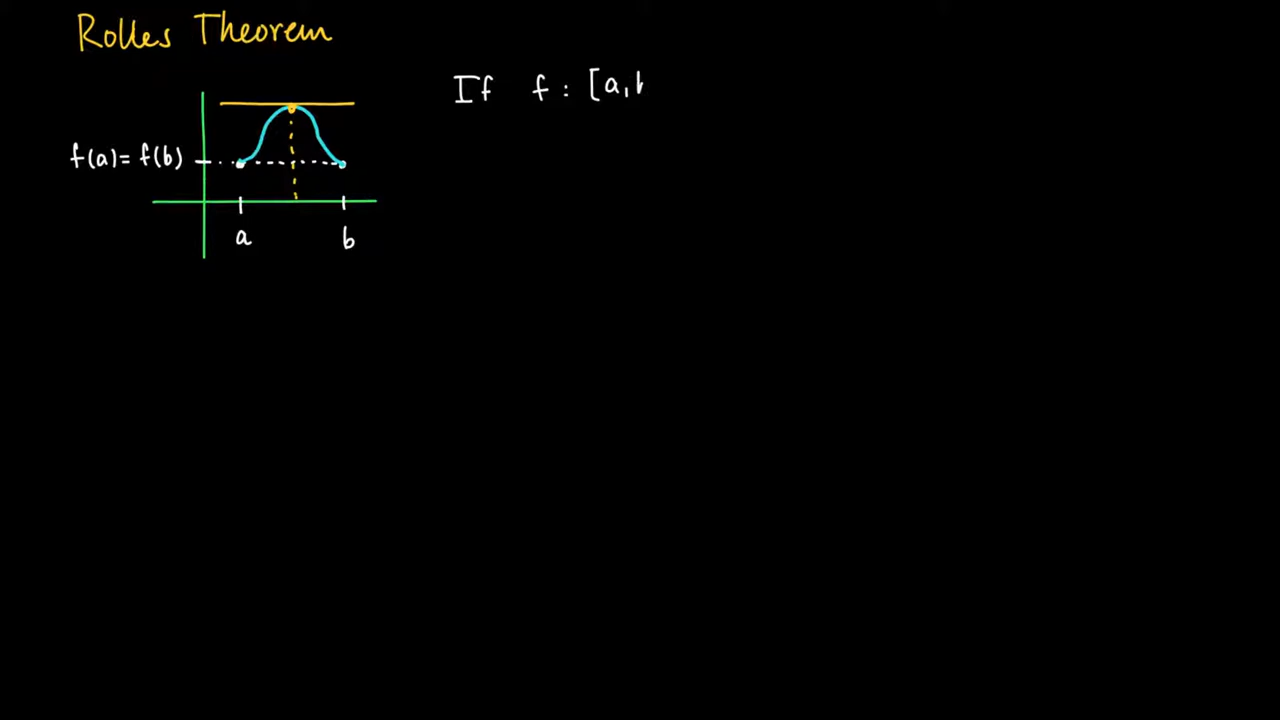 Rolles Theorem
If f : [a,
f(a)= f(b)
a
b